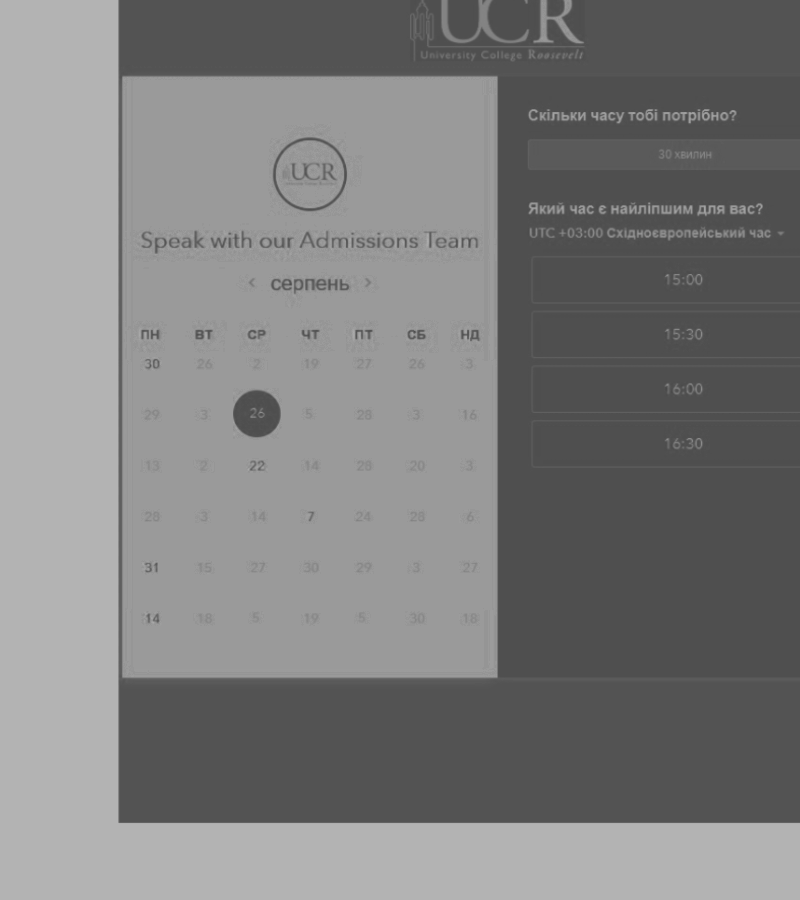 UCR
University College Roosevelt
UCR
Speak with our Admissions Team
‹ серпень ›
ПН ВТ СР ЧТ ПТ СБ НД
30 26 2 19 27 26 3
29 3 26 5 28 3 16
13 2 22 14 28 20 3
28 3 14 7 24 28 6
31 15 27 30 29 3 27
14 18 5 19 5 30 18
Скільки часу тобі потрібно?
30 хвилин
Який час є найліпшим для вас?
UTC +03:00 Східноєвропейський час
15:00
15:30
16:00
16:30